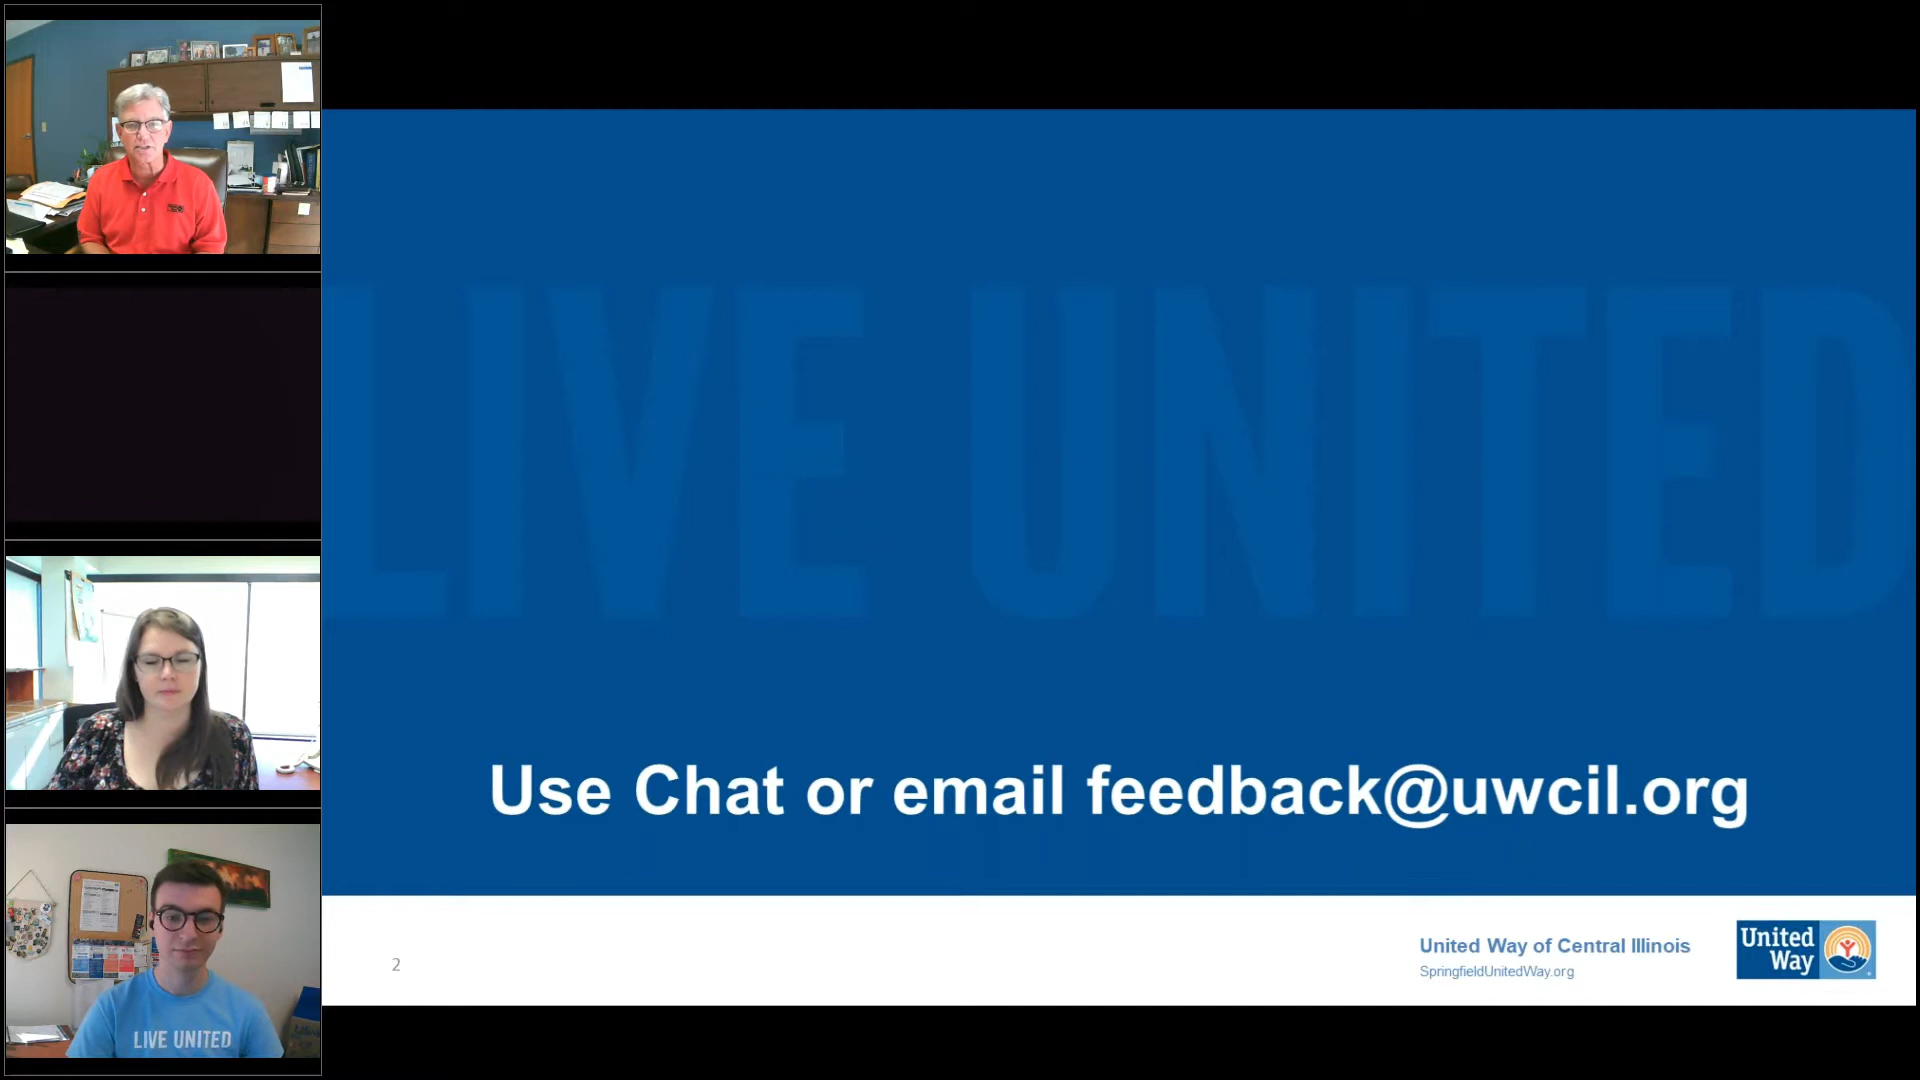 LIVE UNITED
Use Chat or email feedback@uwcil.org
2
United Way of Central Illinois
SpringfieldUnitedWay.org
United
Way
LIVE UNITED